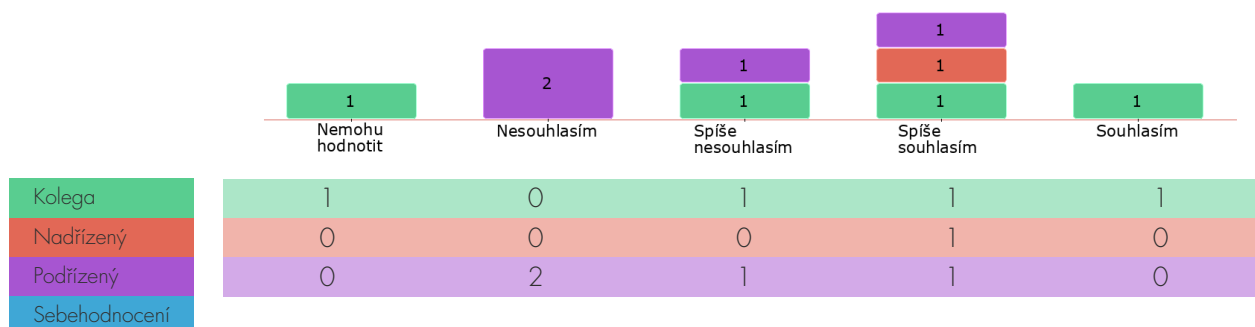 1
1 1
2 1 1
1 1 1 1
Nemohu
hodnotit
Nesouhlasím
Spíše
nesouhlasím
Spíše
souhlasím
Souhlasím
Kolega 1 0 1 1 1
Nadřízený 0 0 0 1 0
Podřízený 0 2 1 1 0
Sebehodnocení